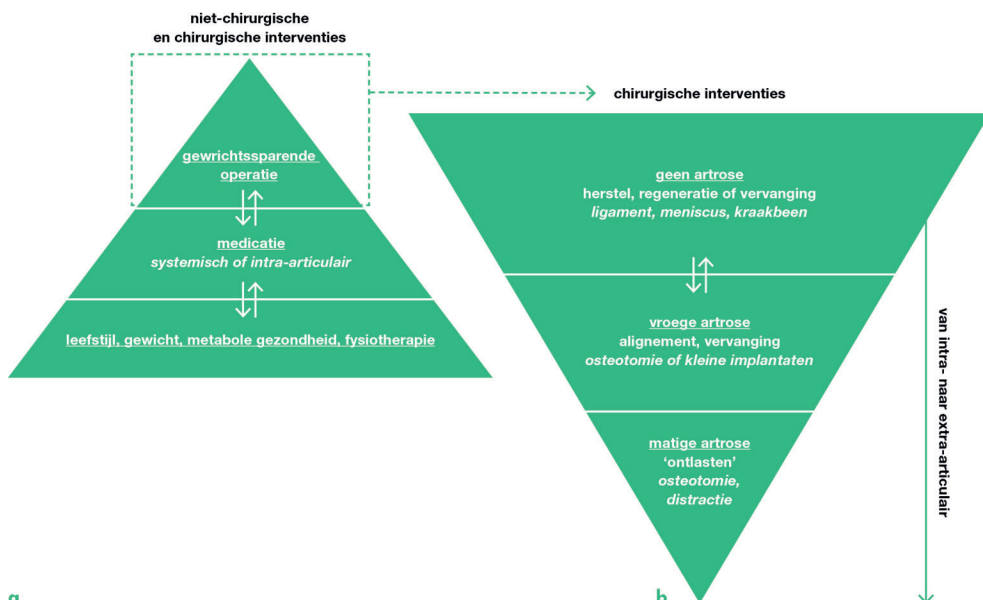 niet-chirurgische
en chirurgische interventies
gewrichtssparende
operatie
medicatie
systemisch of intra-articulair
leefstijl, gewicht, metabole gezondheid, fysiotherapie
chirurgische interventies
geen artrose
herstel, regeneratie of vervanging
ligament, meniscus, kraakbeen
vroege artrose
alignement, vervanging
osteotomie of kleine implantaten
matige artrose
‘ontlasten’
osteotomie,
distractie
van intra- naar extra-articulair